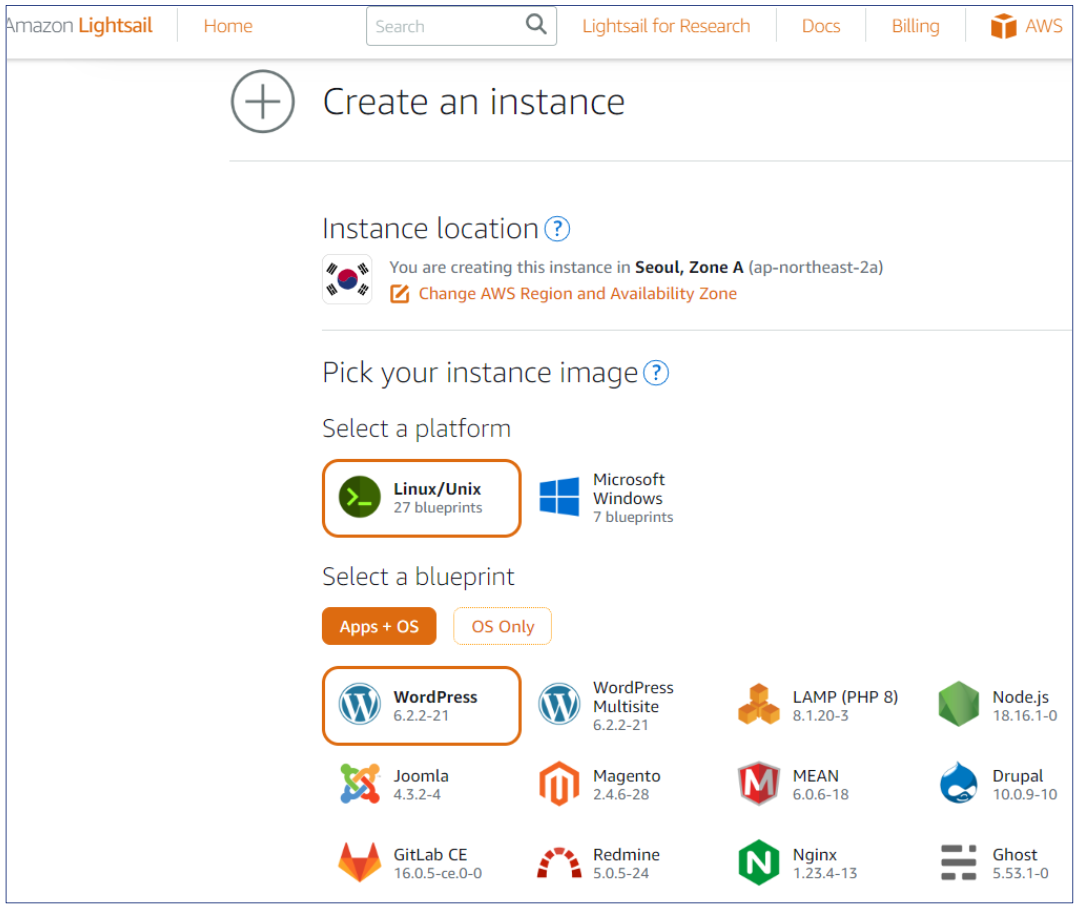 Amazon Lightsail
Home
Search
Lightsail for Research
Docs
Billing
AWS
Create an instance
Instance location ?
You are creating this instance in Seoul, Zone A (ap-northeast-2a)
Change AWS Region and Availability Zone
Pick your instance image ?
Select a platform
Linux/Unix
27 blueprints
Microsoft
Windows
7 blueprints
Select a blueprint
Apps + OS
OS Only
WordPress
6.2.2-21
WordPress
Multisite
6.2.2-21
LAMP (PHP 8)
8.1.20-3
Node.js
18.16.1-0
Joomla
4.3.2-4
Magento
2.4.6-28
MEAN
6.0.6-18
Drupal
10.0.9-10
GitLab CE
16.0.5-ce.0-0
Redmine
5.0.5-24
Nginx
1.23.4-13
Ghost
5.53.1-0